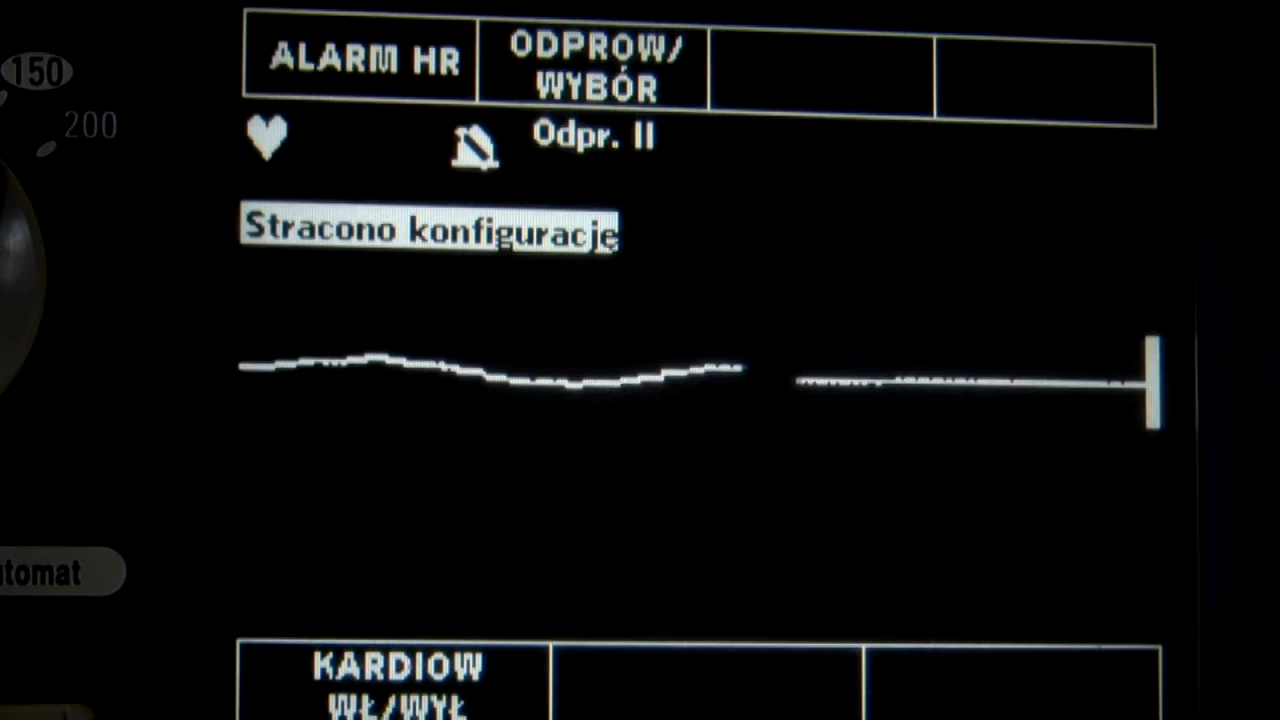 150
200
ALARM HR
ODPROW/
WYBÓR
Odpr. II
Stracono konfigurację
tomat
KARDIOW
WŁ/WYŁ